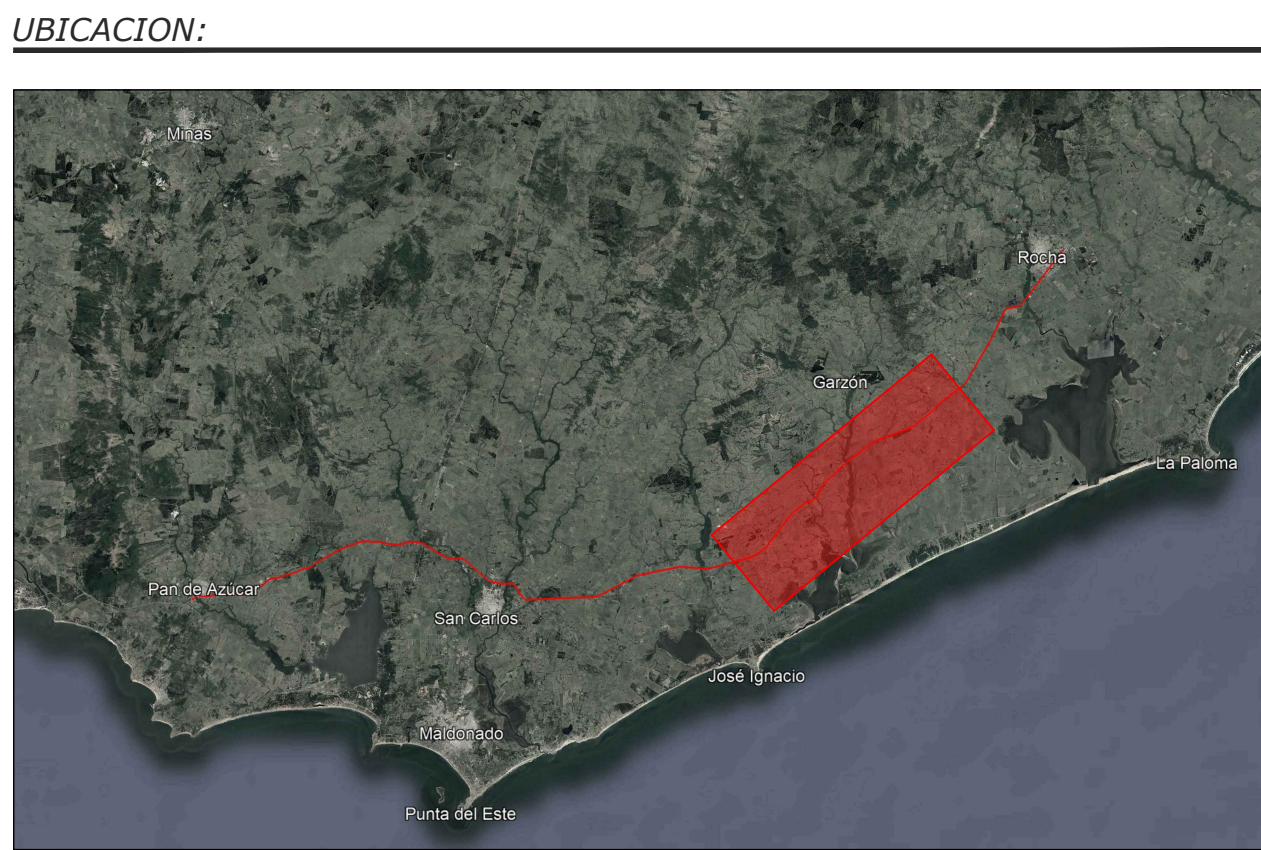 UBICACION:
Minas
Rocha
Garzón
La Paloma
Pan de Azúcar
San Carlos
José Ignacio
Maldonado
Punta del Este